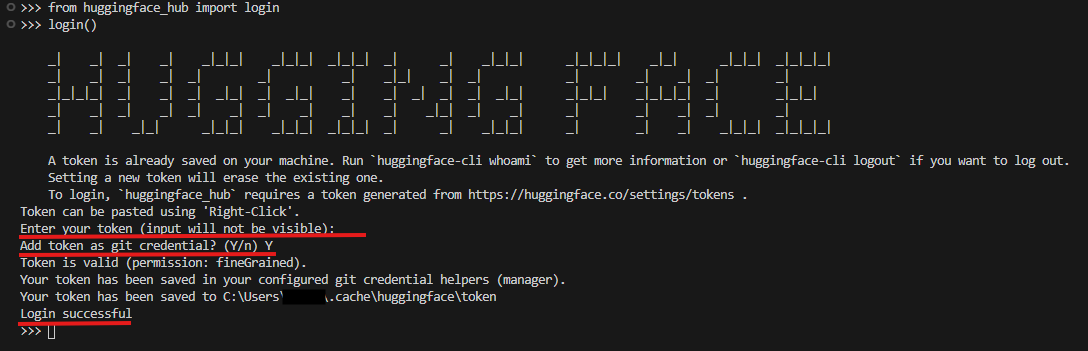 >>> from huggingface_hub import login
>>> login()
HUGGING FACE
A token is already saved on your machine. Run `huggingface-cli whoami` to get more information or `huggingface-cli logout` if you want to log out.
Setting a new token will erase the existing one.
To login, `huggingface_hub` requires a token generated from https://huggingface.co/settings/tokens .
Token can be pasted using 'Right-Click'.
Enter your token (input will not be visible):
Add token as git credential? (Y/n) Y
Token is valid (permission: fineGrained).
Your token has been saved in your configured git credential helpers (manager).
Your token has been saved to C:\Users\ \.cache\huggingface\token
Login successful
>>>